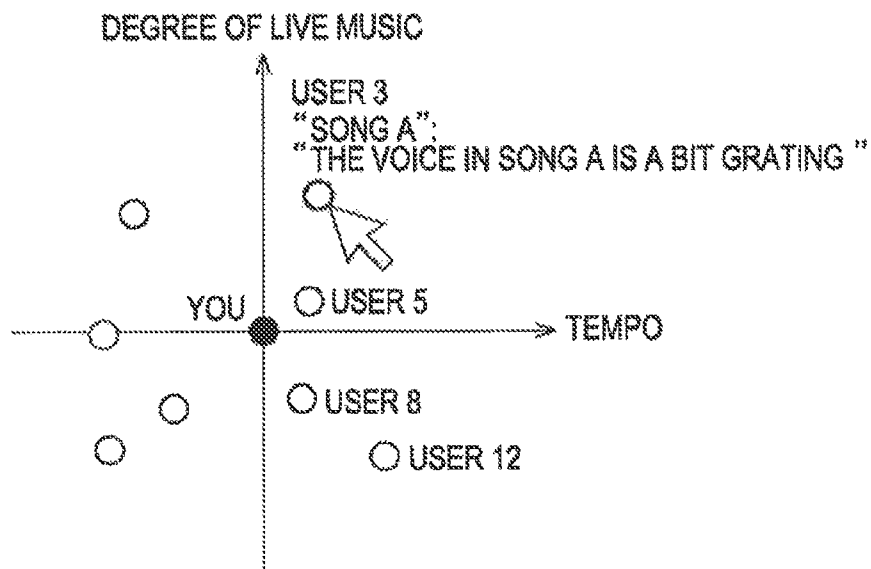 DEGREE OF LIVE MUSIC
USER 3
"SONG A":
"THE VOICE IN SONG A IS A BIT GRATING"
YOU
USER 5
TEMPO
USER 8
USER 12